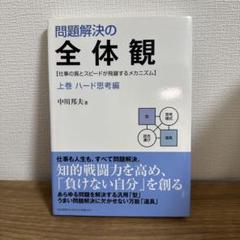 問題解決の
全体観
【仕事の質とスピードが飛躍するメカニズム】
上巻 ハード思考編
中川邦夫 著
仕事も人生も、すべて問題解決。
知的戦闘力を高め、
「負けない自分」を創る
あらゆる問題を解決する汎用「型」
うまい問題解決に欠かせない万能「道具」